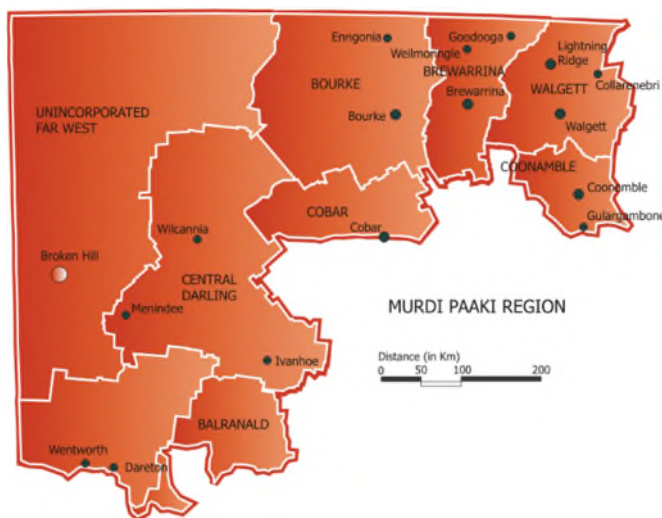 Enngonia
Goodooga
Weilmoringle
Lightning
Ridge
BOURKE
BREWARRINA
Collarenebri
WALGETT
UNINCORPORATED
FAR WEST
Brewarrina
Bourke
Walgett
COONAMBLE
Coonamble
COBAR
Gulargambone
Cobar
Wilcannia
Broken Hill
CENTRAL
DARLING
Menindee
MURDI PAAKI REGION
Ivanhoe
Distance (in Km)
0 50 100 200
BALRANALD
Wentworth
Dareton